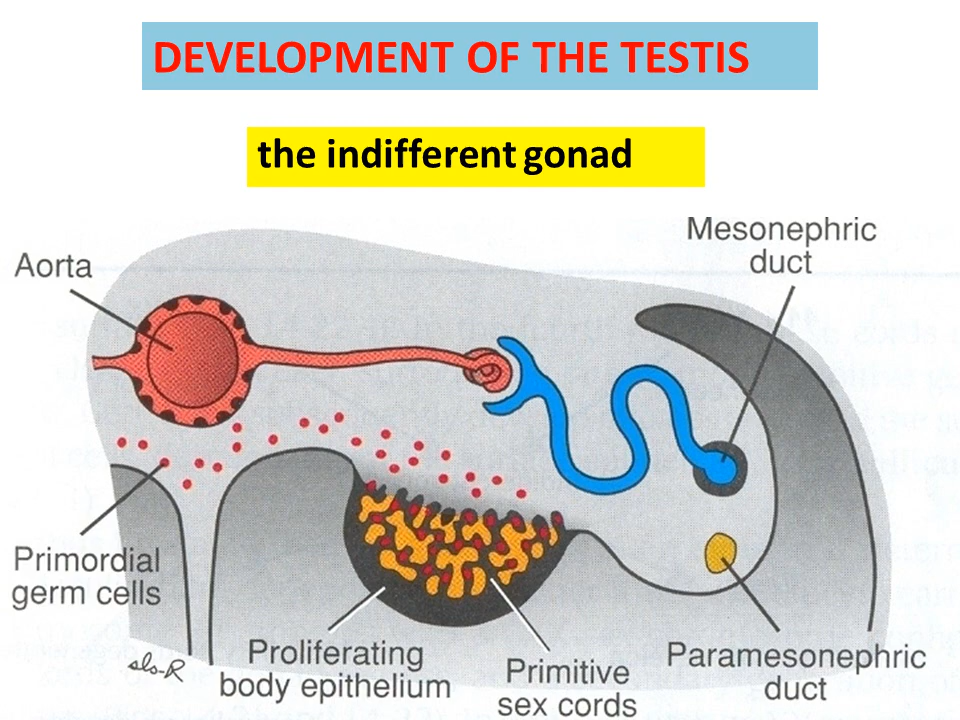 DEVELOPMENT OF THE TESTIS
the indifferent gonad
Mesonephric
duct
Aorta
Primordial
germ cells
Proliferating
body epithelium
Primitive
sex cords
Paramesonephric
duct
slo-R